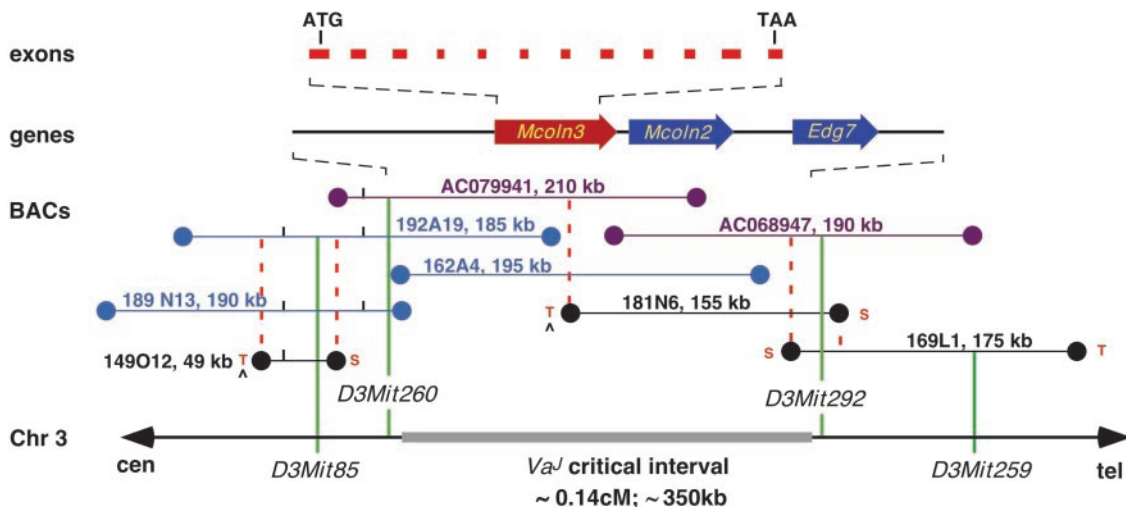 ATG TAA
exons
genes Mcoln3 Mcoln2 Edg7
AC079941, 210 kb
BACs
192A19, 185 kb AC068947, 190 kb
162A4, 195 kb
189 N13, 190 kb T 181N6, 155 kb S
^
149O12, 49 kb T S S 169L1, 175 kb T
^
D3Mit260 D3Mit292
Chr 3
cen D3Mit85 VaJ critical interval D3Mit259 tel
~ 0.14cM; ~ 350kb